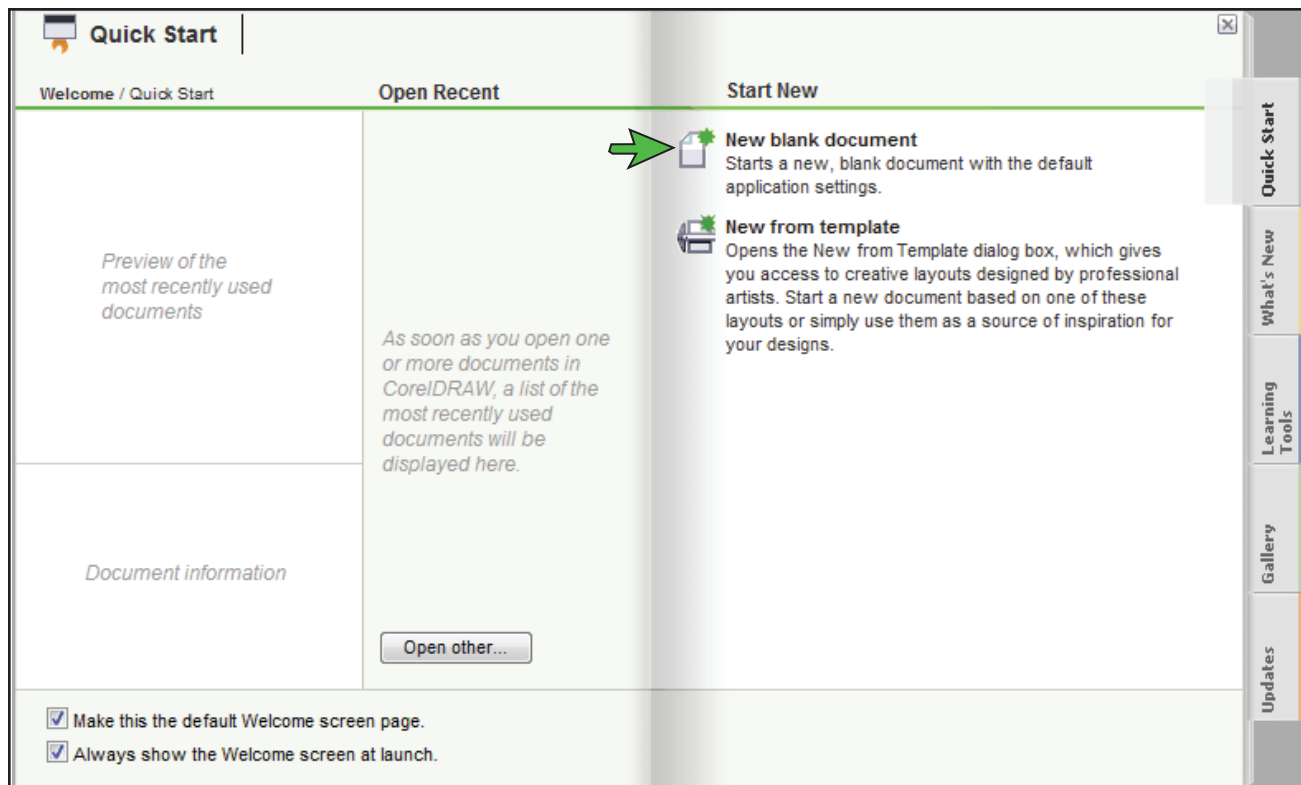 Quick Start
Welcome / Quick Start
Open Recent
Start New
Preview of the
most recently used
documents
Document information
As soon as you open one
or more documents in
CorelDRAW, a list of the
most recently used
documents will be
displayed here.
Open other...
New blank document
Starts a new, blank document with the default
application settings.
New from template
Opens the New from Template dialog box, which gives
you access to creative layouts designed by professional
artists. Start a new document based on one of these
layouts or simply use them as a source of inspiration for
your designs.
Quick Start
What's New
Learning
Tools
Gallery
Updates
Make this the default Welcome screen page.
Always show the Welcome screen at launch.